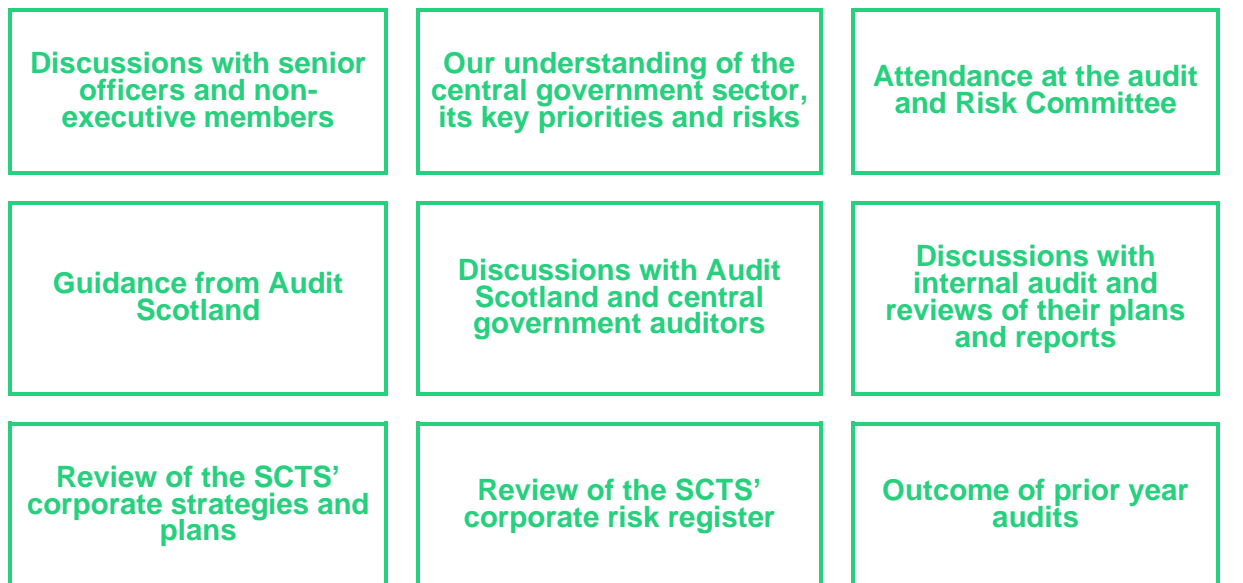 Discussions with senior
officers and non-
executive members
Our understanding of the
central government sector,
its key priorities and risks
Attendance at the audit
and Risk Committee
Guidance from Audit
Scotland
Discussions with Audit
Scotland and central
government auditors
Discussions with
internal audit and
reviews of their plans
and reports
Review of the SCTS’
corporate strategies and
plans
Review of the SCTS’
corporate risk register
Outcome of prior year
audits